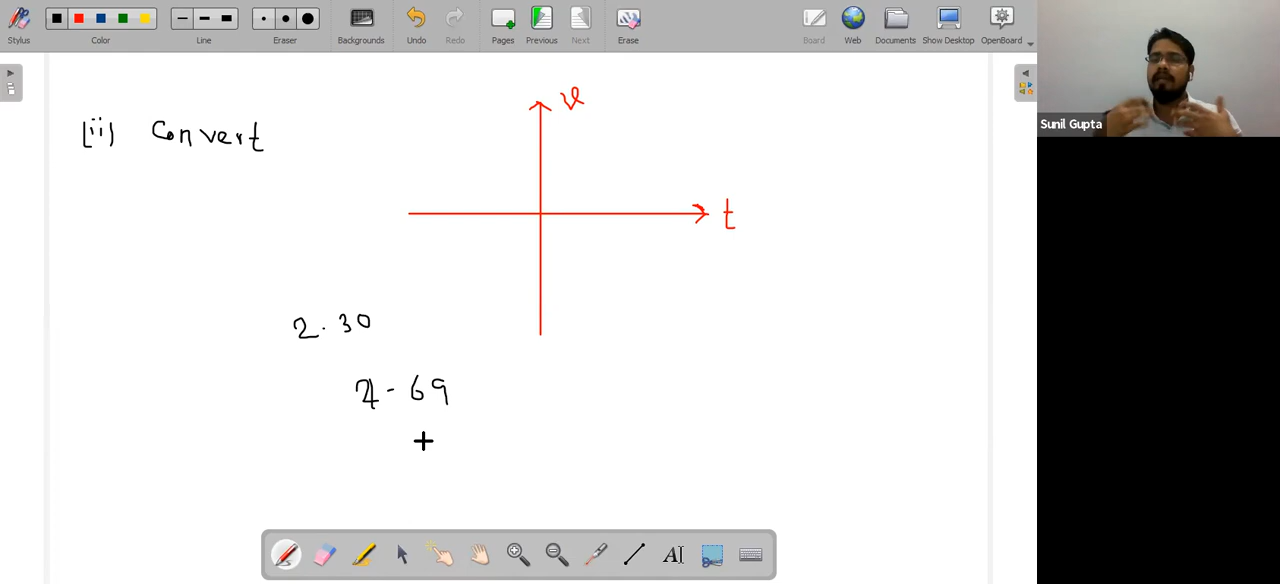 Stylus Color Line Eraser Backgrounds Undo Redo Pages Previous Next Erase Board Web Documents Show Desktop OpenBoard
Sunil Gupta
v
(ii) Convert
t
2.30
- 69
AI